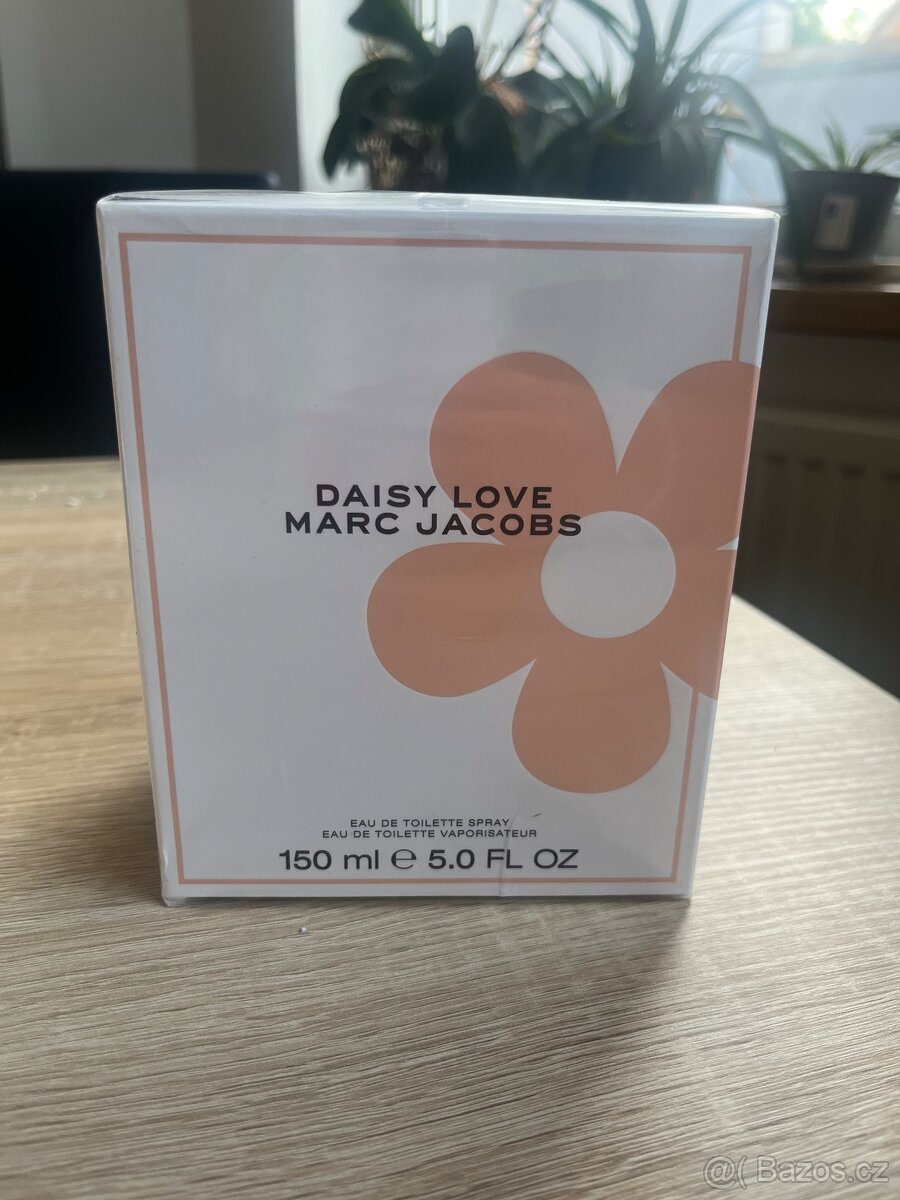 DAISY LOVE
MARC JACOBS
EAU DE TOILETTE SPRAY
EAU DE TOILETTE VAPORISATEUR
150 ml ℮ 5.0 FL OZ
@( Bazos.cz